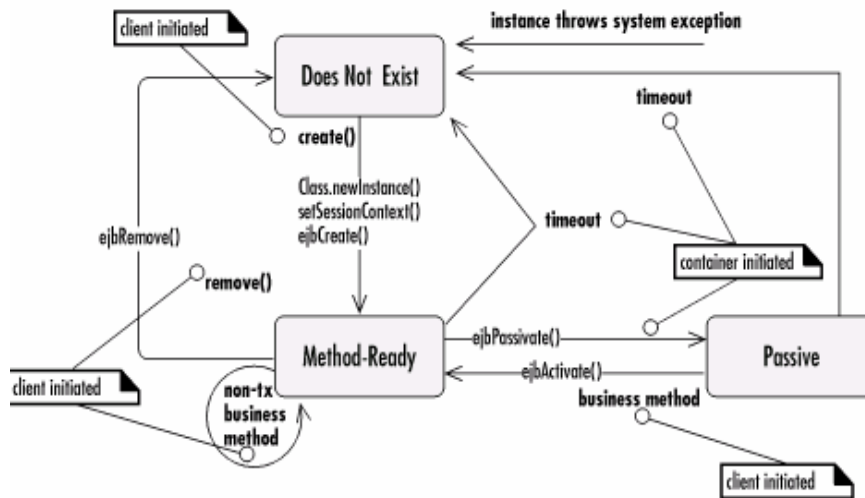 client initiated
instance throws system exception
Does Not Exist
timeout
create()
Class.newInstance()
setSessionContext()
ejbCreate()
timeout
ejbRemove()
remove()
container initiated
Method-Ready
ejbPassivate()
Passive
ejbActivate()
client initiated
non-tx
business
method
business method
client initiated